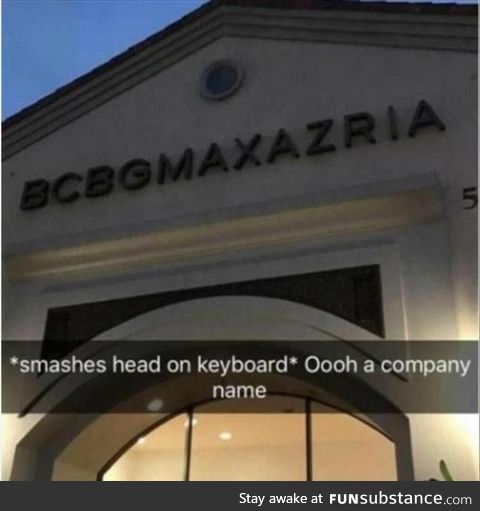 BCBGMAXAZRIA
5
*smashes head on keyboard* Oooh a company
name
Stay awake at FUNsubstance.com